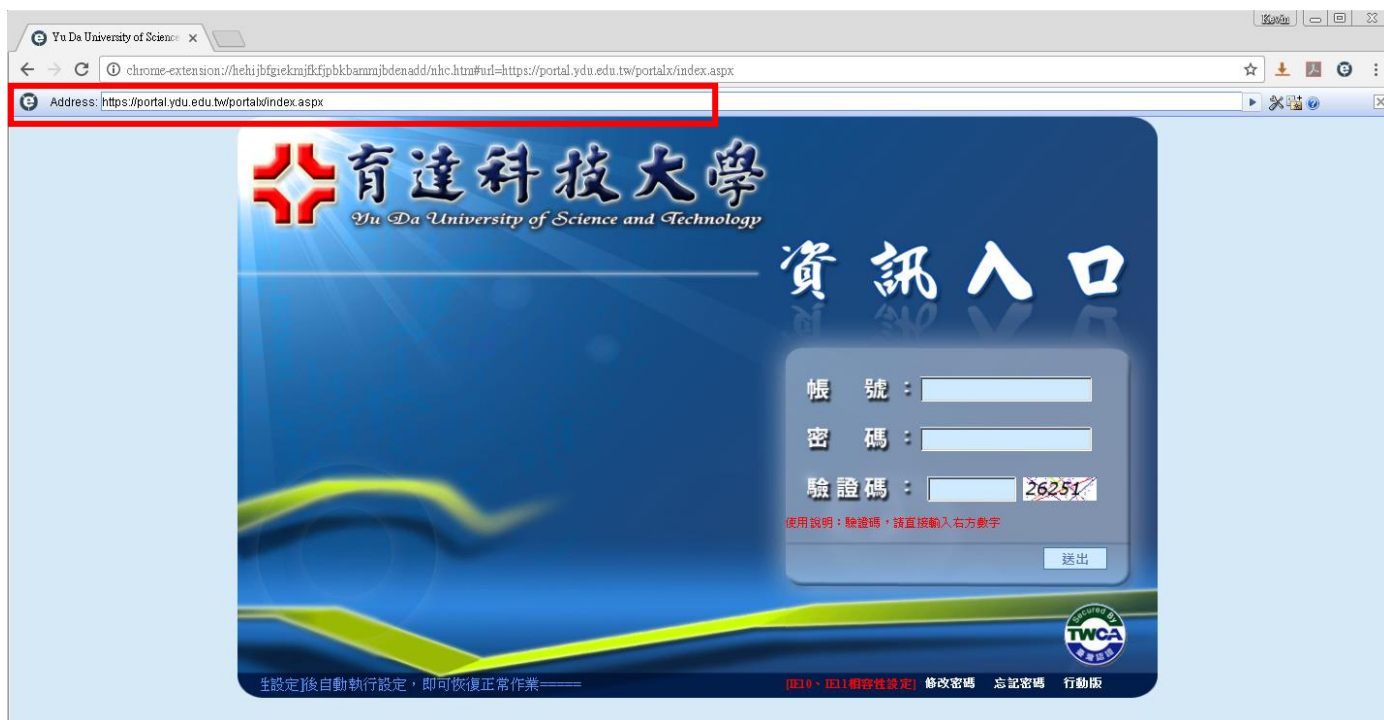 Kevin
Yu Da University of Science
chrome-extension://hehijbfgiekmjfkfjpbkbammjbdenadd/nhc.htm#url=https://portal.ydu.edu.tw/portalx/index.aspx
Address: https://portal.ydu.edu.tw/portalx/index.aspx
育達科技大學
Yu Da University of Science and Technology
資訊入口
帳 號：
密 碼：
驗證碼：
26251
使用說明：驗證碼，請直接輸入右方數字
送出
Secured By
TWCA
[IE10、IE11相容性設定] 修改密碼 忘記密碼 行動版
設定]後自動執行設定，即可恢復正常作業=====